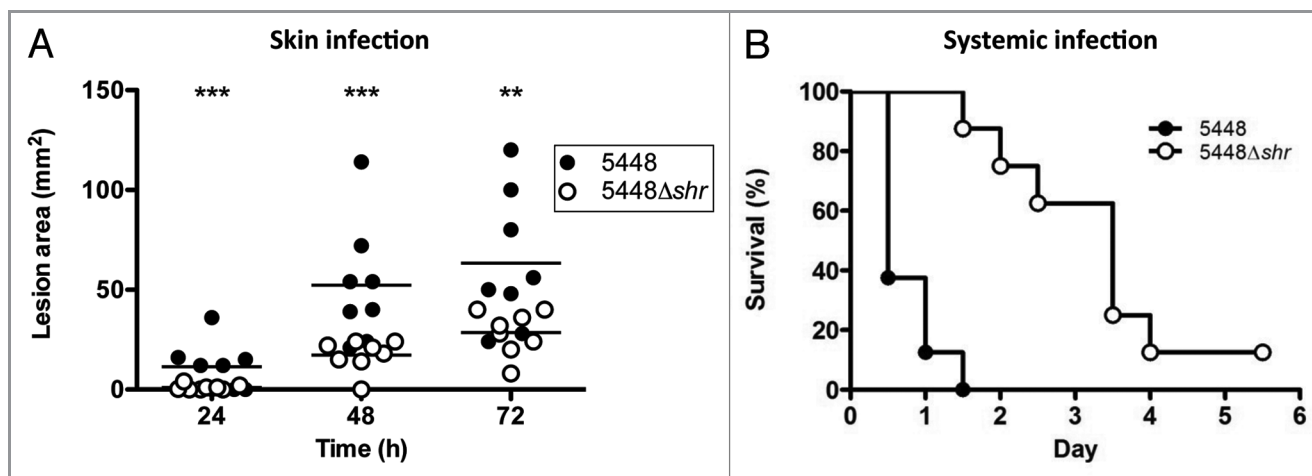 A
Skin infection
150
100
50
0
Lesion area (mm²)
***
***
**
5448
5448Δshr
24
48
72
Time (h)
B
Systemic infection
100
80
60
40
20
0
Survival (%)
5448
5448Δshr
0
1
2
3
4
5
6
Day